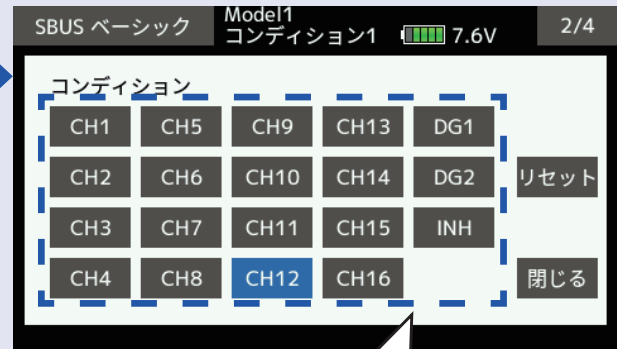 SBUS ベーシック
Model1
コンディション1
7.6V
2/4
コンディション
CH1 CH5 CH9 CH13 DG1
CH2 CH6 CH10 CH14 DG2 リセット
CH3 CH7 CH11 CH15 INH
CH4 CH8 CH12 CH16 閉じる